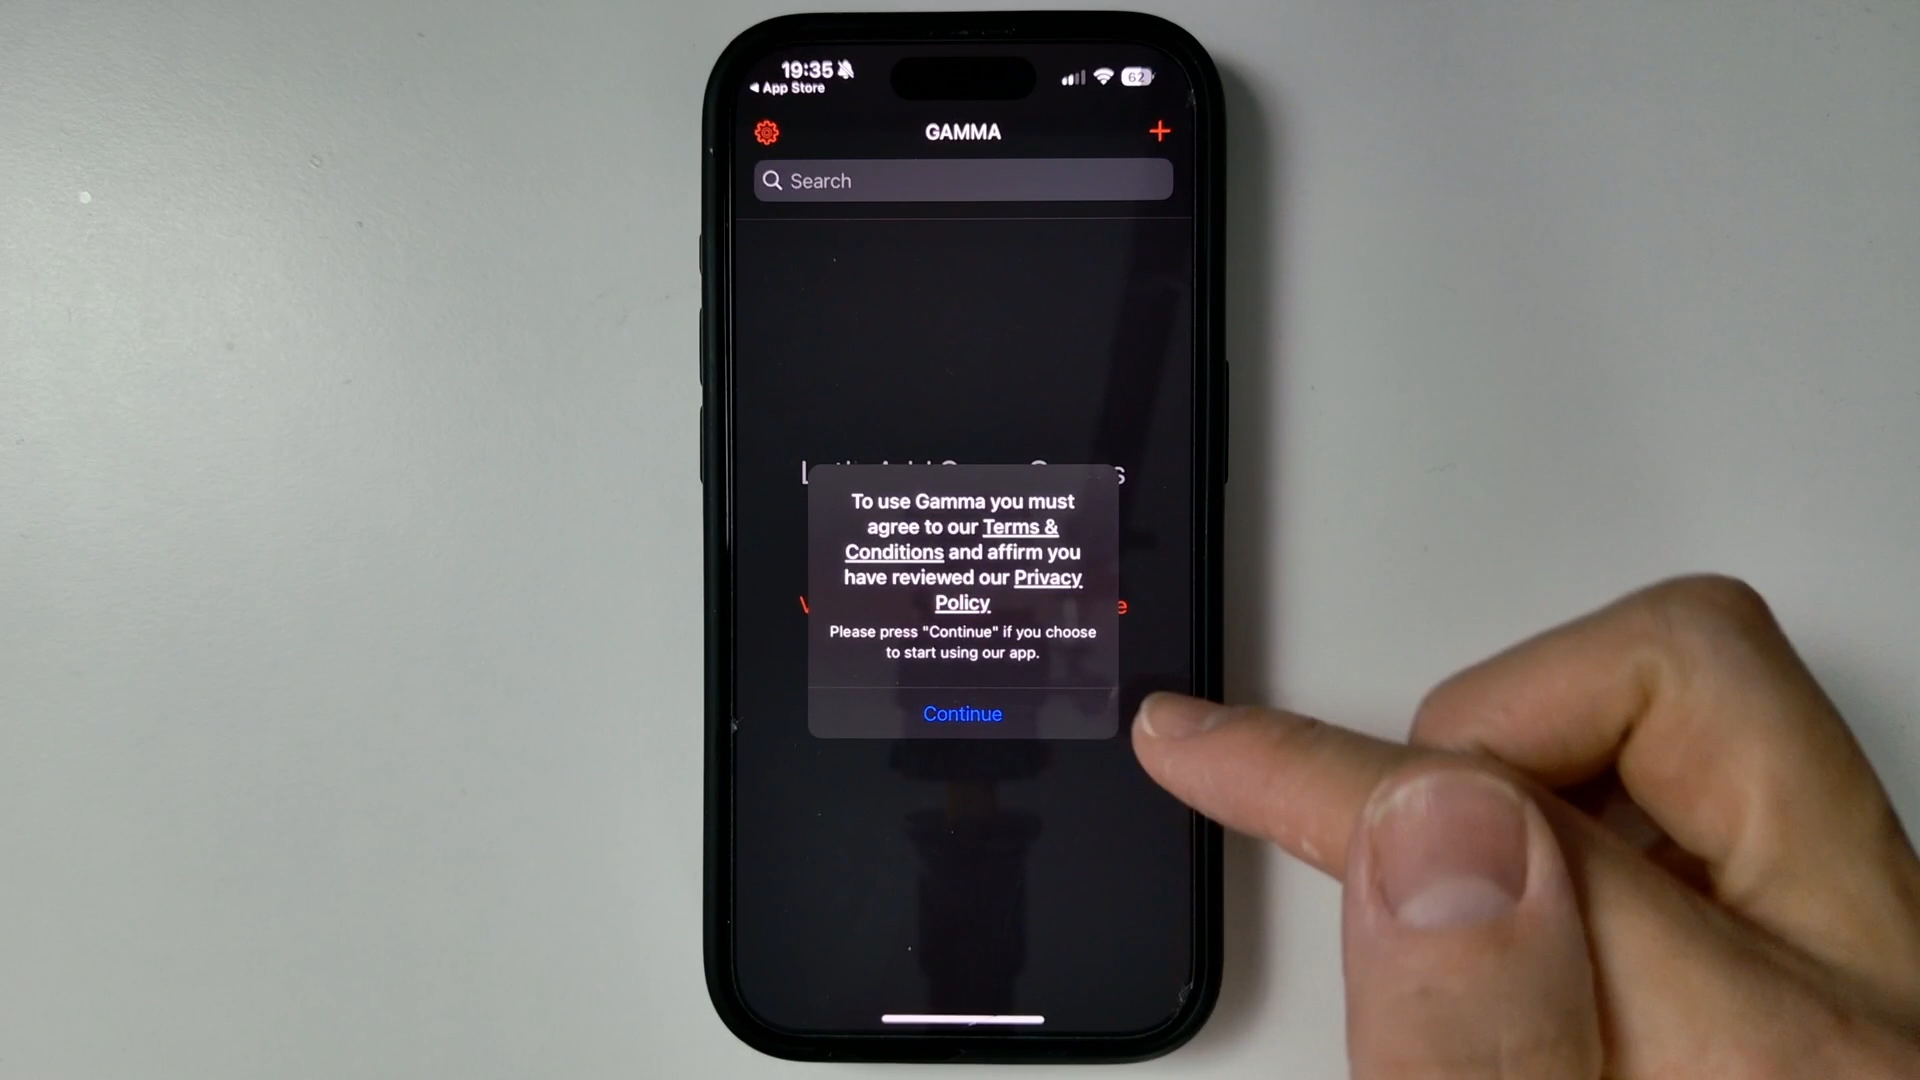 19:35
62
App Store
GAMMA
Search
To use Gamma you must
agree to our Terms &
Conditions and affirm you
have reviewed our Privacy
Policy
Please press "Continue" if you choose
to start using our app.
Continue